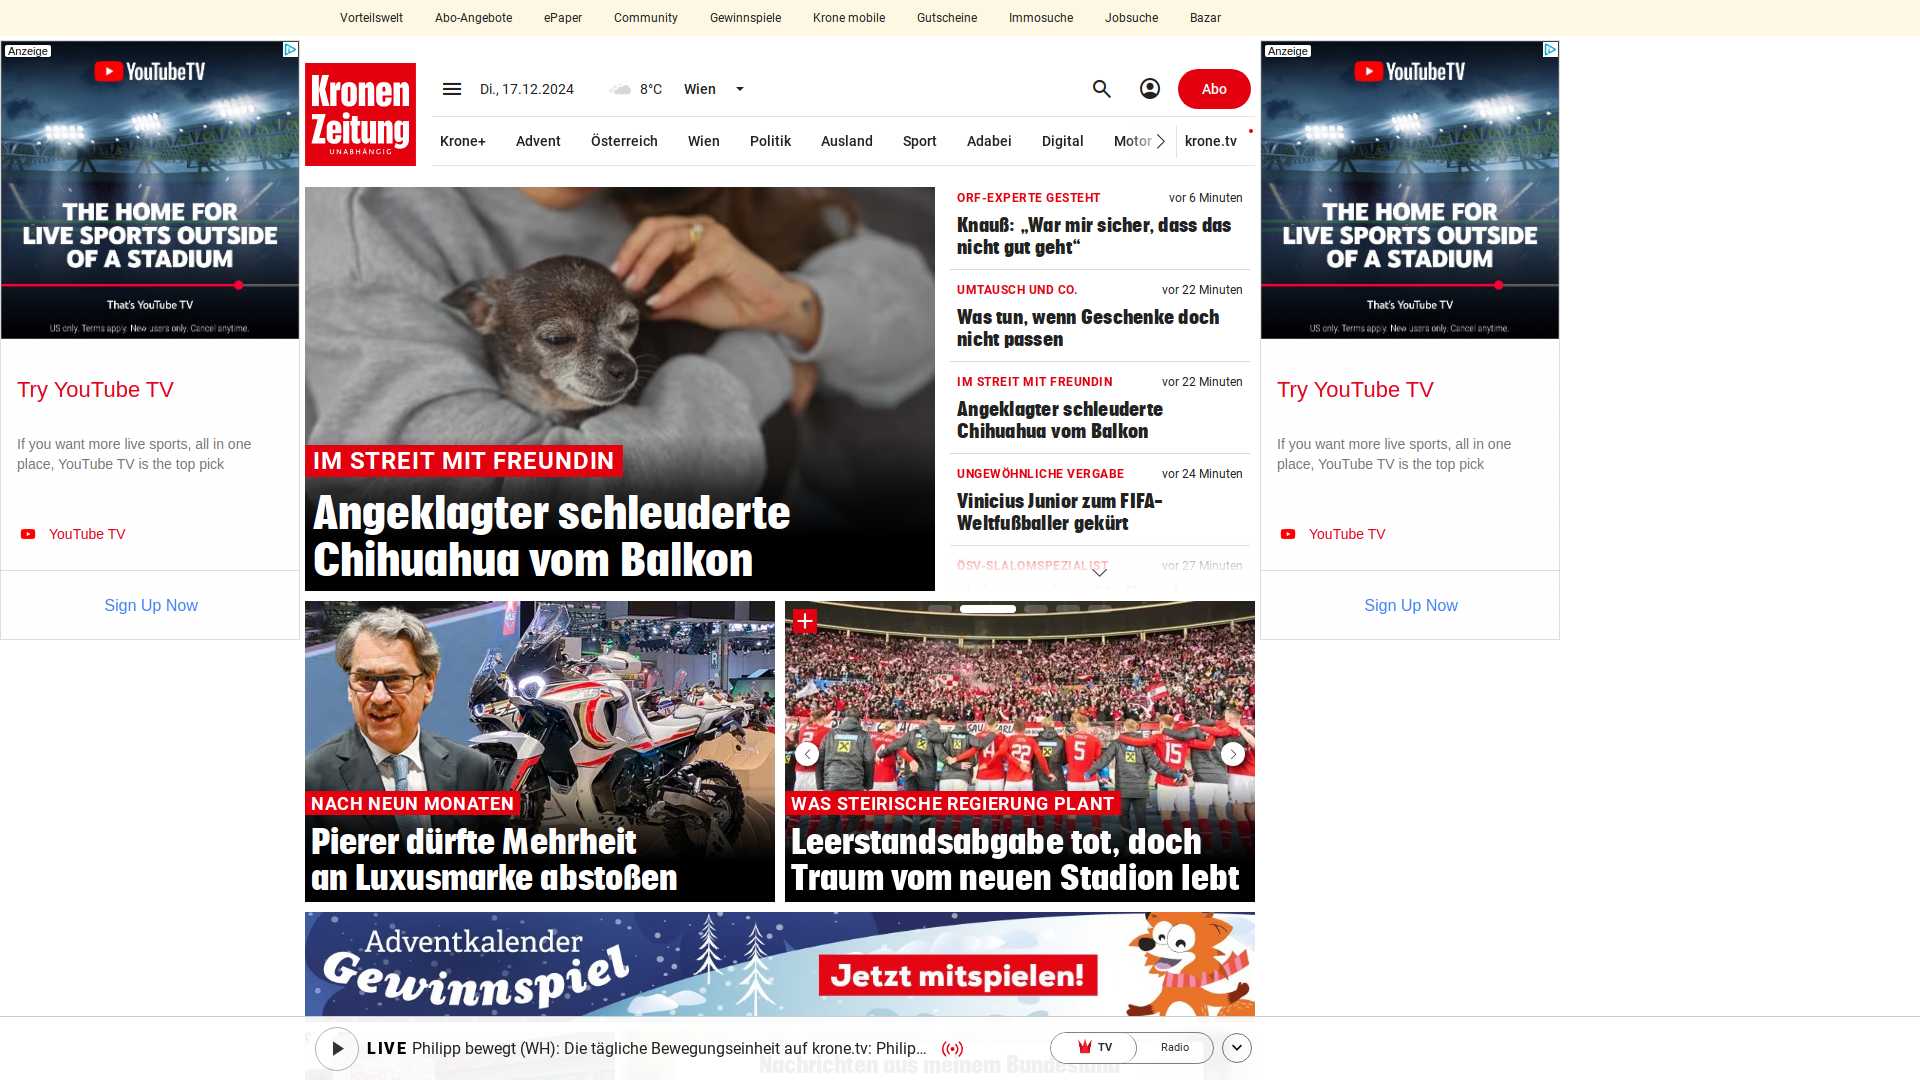 Vorteilswelt Abo-Angebote ePaper Community Gewinnspiele Krone mobile Gutscheine Immosuche Jobsuche Bazar
Anzeige
YouTubeTV
THE HOME FOR
LIVE SPORTS OUTSIDE
OF A STADIUM
That's YouTube TV
US only. Terms apply. New users only. Cancel anytime.
Try YouTube TV
If you want more live sports, all in one
place, YouTube TV is the top pick
YouTube TV
Sign Up Now
Kronen
Zeitung
UNABHÄNGIG
Di., 17.12.2024 8°C Wien
Abo
Krone+ Advent Österreich Wien Politik Ausland Sport Adabei Digital Motor krone.tv
IM STREIT MIT FREUNDIN
Angeklagter schleuderte
Chihuahua vom Balkon
ORF-EXPERTE GESTEHT vor 6 Minuten
Knauß: „War mir sicher, dass das
nicht gut geht“
UMTAUSCH UND CO. vor 22 Minuten
Was tun, wenn Geschenke doch
nicht passen
IM STREIT MIT FREUNDIN vor 22 Minuten
Angeklagter schleuderte
Chihuahua vom Balkon
UNGEWÖHNLICHE VERGABE vor 24 Minuten
Vinicius Junior zum FIFA-
Weltfußballer gekürt
ÖSV-SLALOMSPEZIALIST vor 27 Minuten
NACH NEUN MONATEN
Pierer dürfte Mehrheit
an Luxusmarke abstoßen
22 5 15
WAS STEIRISCHE REGIERUNG PLANT
Leerstandsabgabe tot, doch
Traum vom neuen Stadion lebt
Adventkalender
Gewinnspiel
Jetzt mitspielen!
LIVE Philipp bewegt (WH): Die tägliche Bewegungseinheit auf krone.tv: Philip...
TV Radio
Nachrichten aus meinem Bundesland
Anzeige
YouTubeTV
THE HOME FOR
LIVE SPORTS OUTSIDE
OF A STADIUM
That's YouTube TV
US only. Terms apply. New users only. Cancel anytime.
Try YouTube TV
If you want more live sports, all in one
place, YouTube TV is the top pick
YouTube TV
Sign Up Now